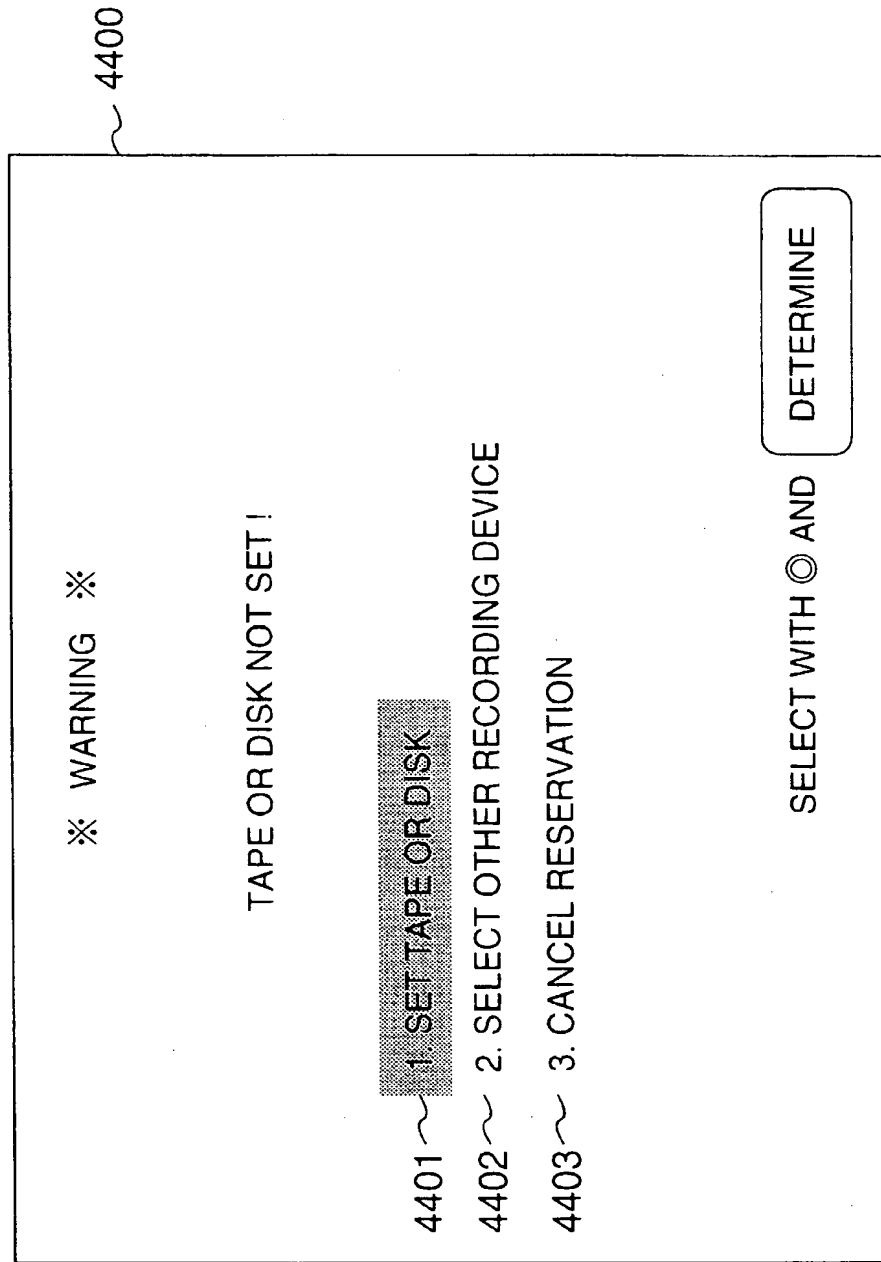 4400
※ WARNING ※
TAPE OR DISK NOT SET !
4401 1. SET TAPE OR DISK
4402 2. SELECT OTHER RECORDING DEVICE
4403 3. CANCEL RESERVATION
SELECT WITH ◎ AND DETERMINE